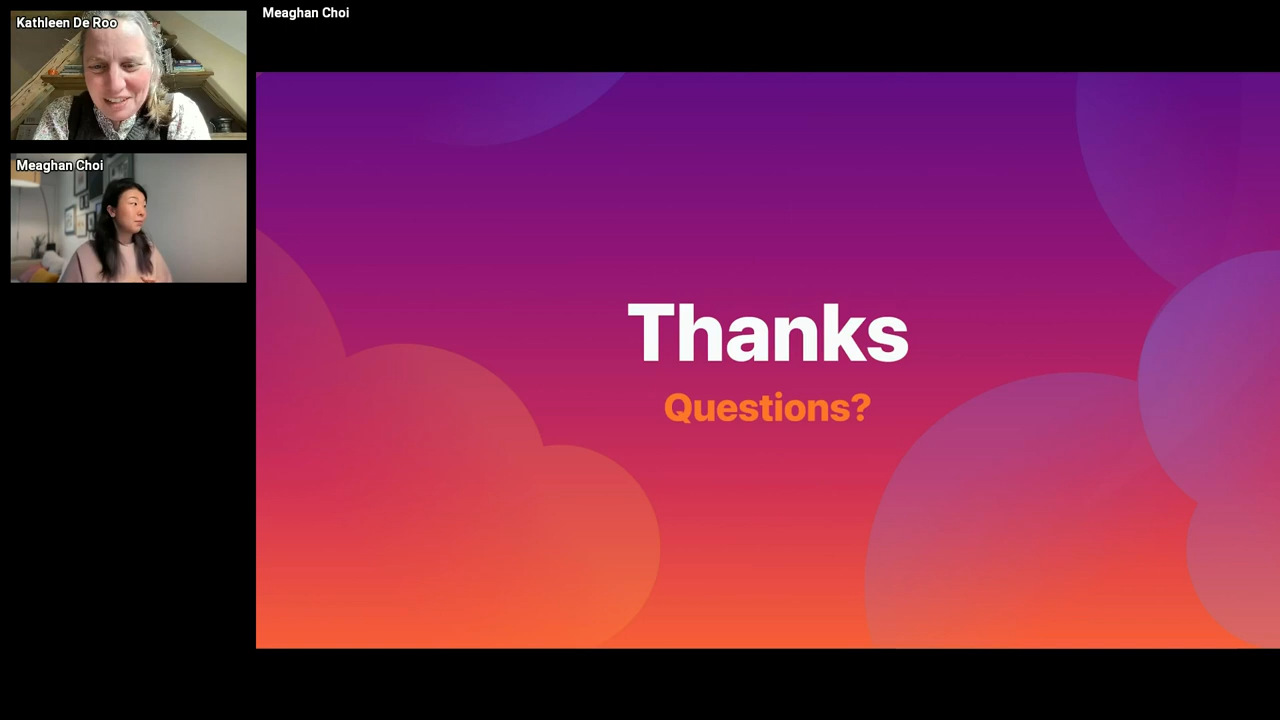 Kathleen De Roo
Meaghan Choi
Meaghan Choi
Thanks
Questions?